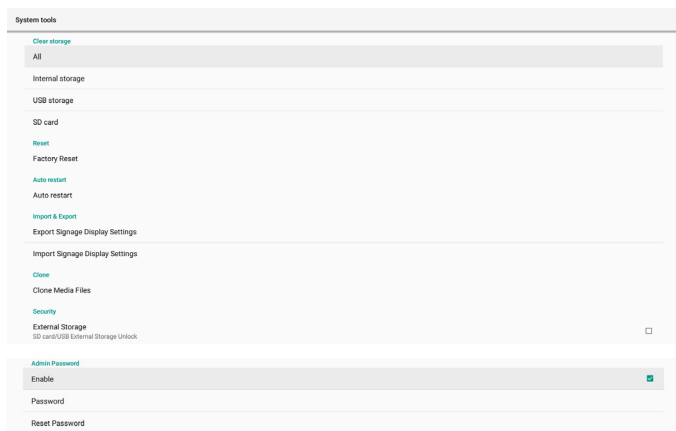 System tools
Clear storage
All
Internal storage
USB storage
SD card
Reset
Factory Reset
Auto restart
Auto restart
Import & Export
Export Signage Display Settings
Import Signage Display Settings
Clone
Clone Media Files
Security
External Storage
SD card/USB External Storage Unlock
Admin Password
Enable
Password
Reset Password